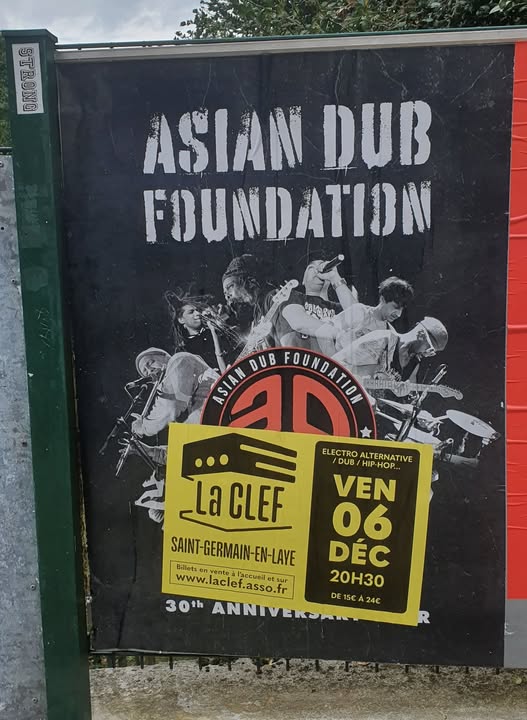 STRONG
ASIAN DUB
FOUNDATION
ASIAN DUB FOUNDATION
30
La CLEF
SAINT-GERMAIN-EN-LAYE
Billets en vente à l'accueil et sur
www.laclef.asso.fr
ELECTRO ALTERNATIVE
/ DUB / HIP-HOP...
VEN
06
DÉC
20H30
DE 15€ À 24€
30th ANNIVERSARY